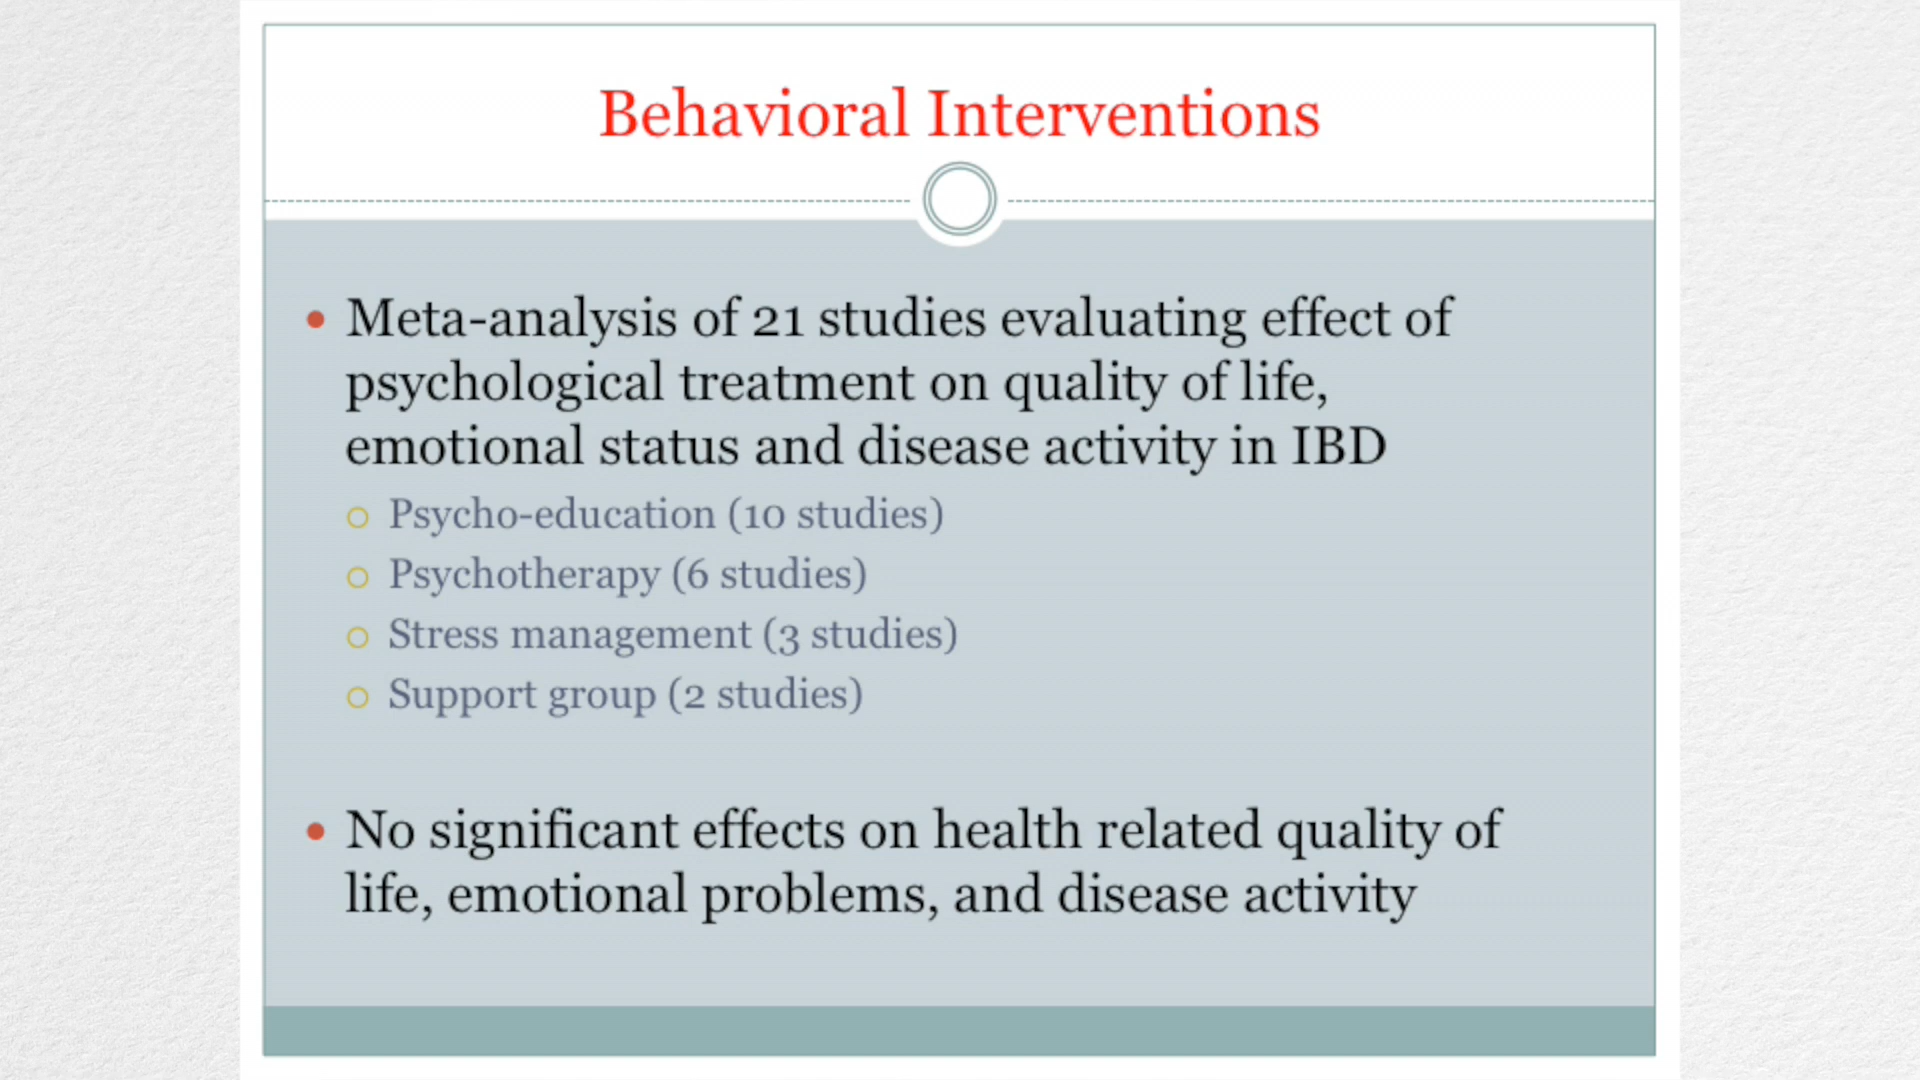 Behavioral Interventions
Meta-analysis of 21 studies evaluating effect of
psychological treatment on quality of life,
emotional status and disease activity in IBD
Psycho-education (10 studies)
Psychotherapy (6 studies)
Stress management (3 studies)
Support group (2 studies)
No significant effects on health related quality of
life, emotional problems, and disease activity